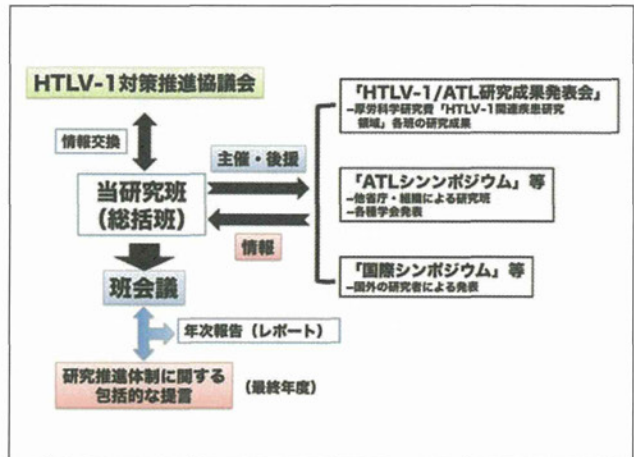 HTLV-1対策推進協議会
情報交換
当研究班
(総括班)
主催・後援
情報
班会議
年次報告(レポート)
研究推進体制に関する
包括的な提言
(最終年度)
「HTLV-1/ATL研究成果発表会」
–厚労科学研究費「HTLV-1関連疾患研究
領域」各班の研究成果
「ATLシンンポジウム」等
–他省庁・組織による研究班
–各種学会発表
「国際シンポジウム」等
–国外の研究者による発表